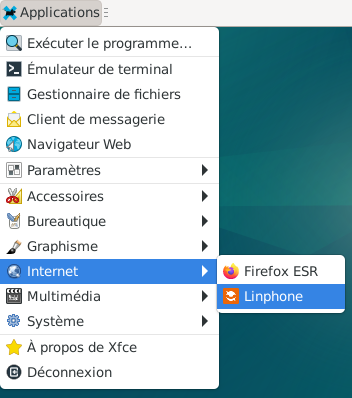 Applications
Exécuter le programme...
Émulateur de terminal
Gestionnaire de fichiers
Client de messagerie
Navigateur Web
Paramètres
Accessoires
Bureautique
Graphisme
Internet
Firefox ESR
Linphone
Multimédia
Système
À propos de Xfce
Déconnexion